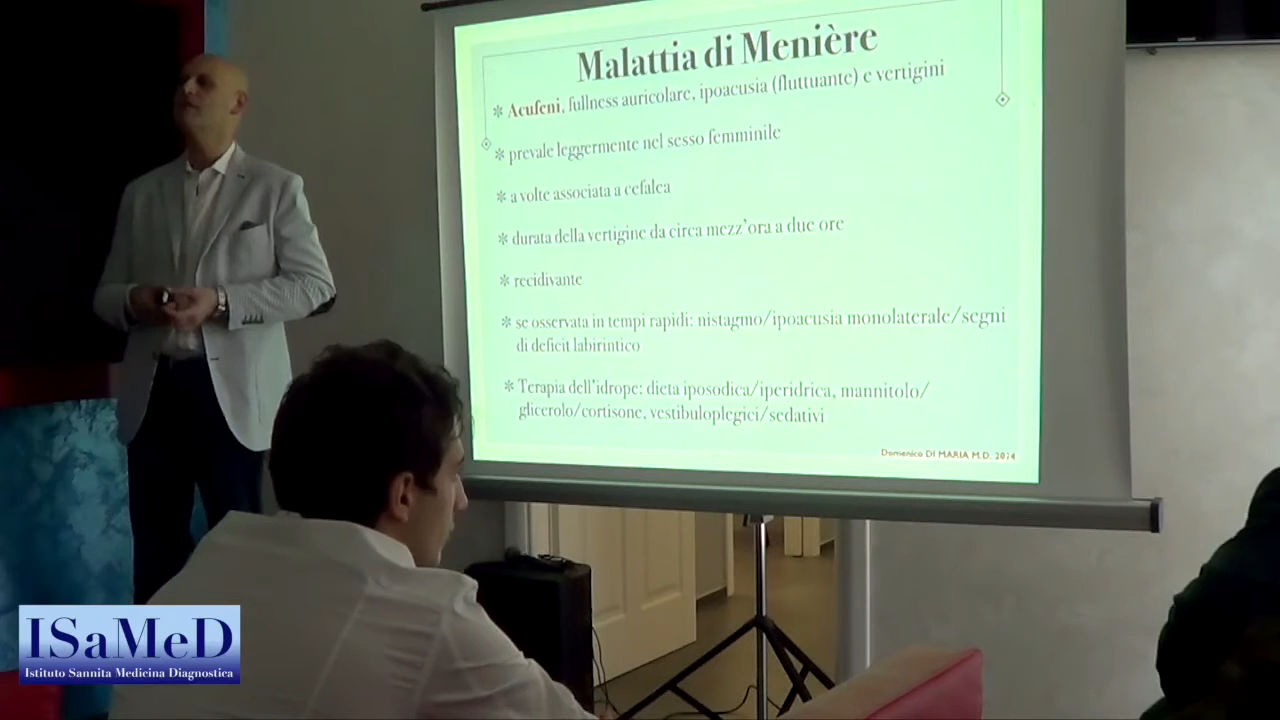 Malattia di Menière
* Acufeni, fullness auricolare, ipoacusia (fluttuante) e vertigini
* prevale leggermente nel sesso femminile
* a volte associata a cefalea
* durata della vertigine da circa mezz'ora a due ore
* recidivante
* se osservata in tempi rapidi: nistagmo/ipoacusia monolaterale/segni
di deficit labirintico
* Terapia dell'idrope: dieta iposodica/iperidrica, mannitolo/
glicerolo/cortisone, vestibuloplegici/sedativi
Domenico DI MARIA M.D. 2014
ISaMeD
Istituto Sannita Medicina Diagnostica